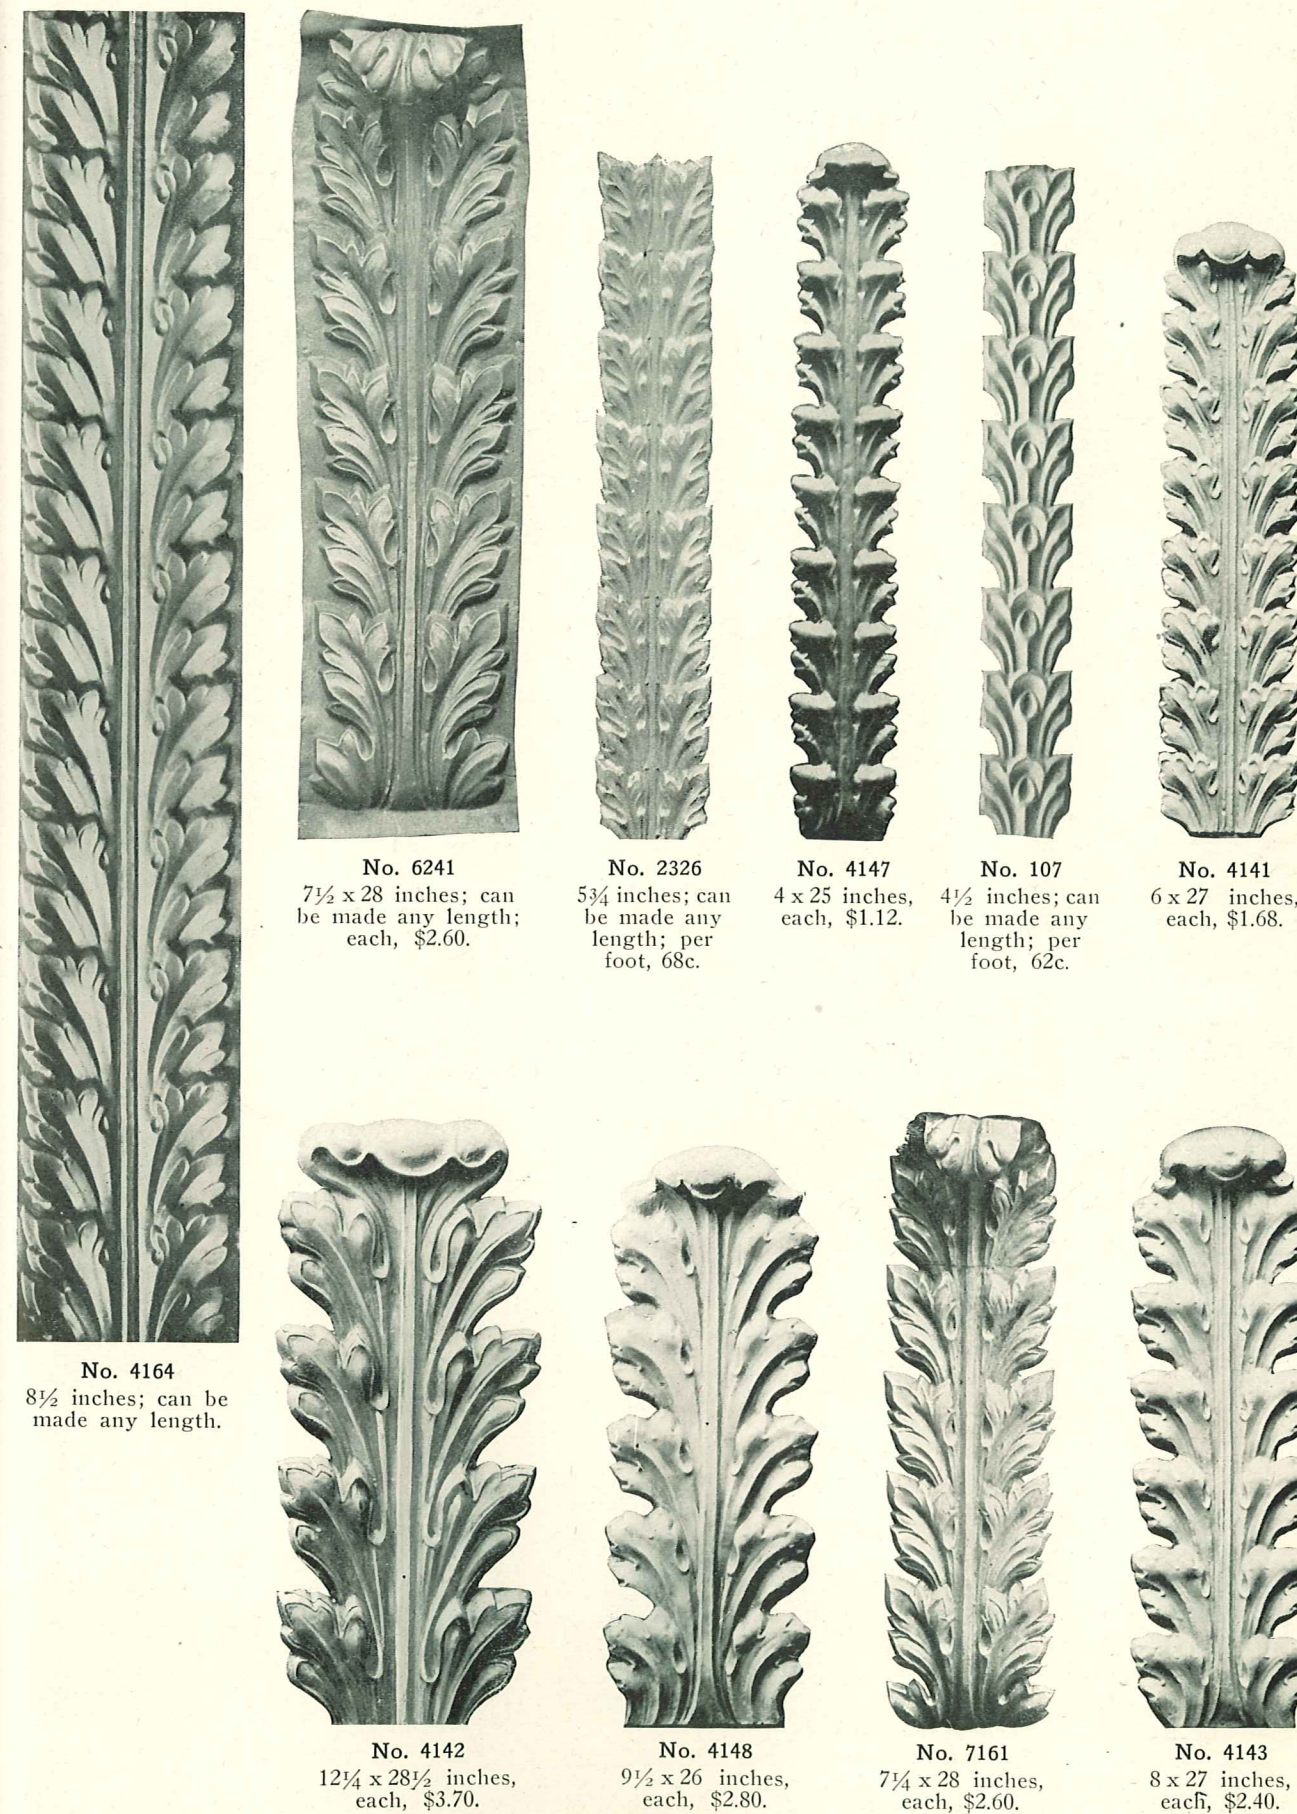 No. 6241
7½ x 28 inches; can
be made any length;
each, $2.60.
No. 2326
5¾ inches; can
be made any
length; per
foot, 68c.
No. 4147
4 x 25 inches,
each, $1.12.
No. 107
4½ inches; can
be made any
length; per
foot, 62c.
No. 4141
6 x 27 inches,
each, $1.68.
No. 4164
8½ inches; can be
made any length.
No. 4142
12¼ x 28½ inches,
each, $3.70.
No. 4148
9½ x 26 inches,
each, $2.80.
No. 7161
7¼ x 28 inches,
each, $2.60.
No. 4143
8 x 27 inches,
each, $2.40.